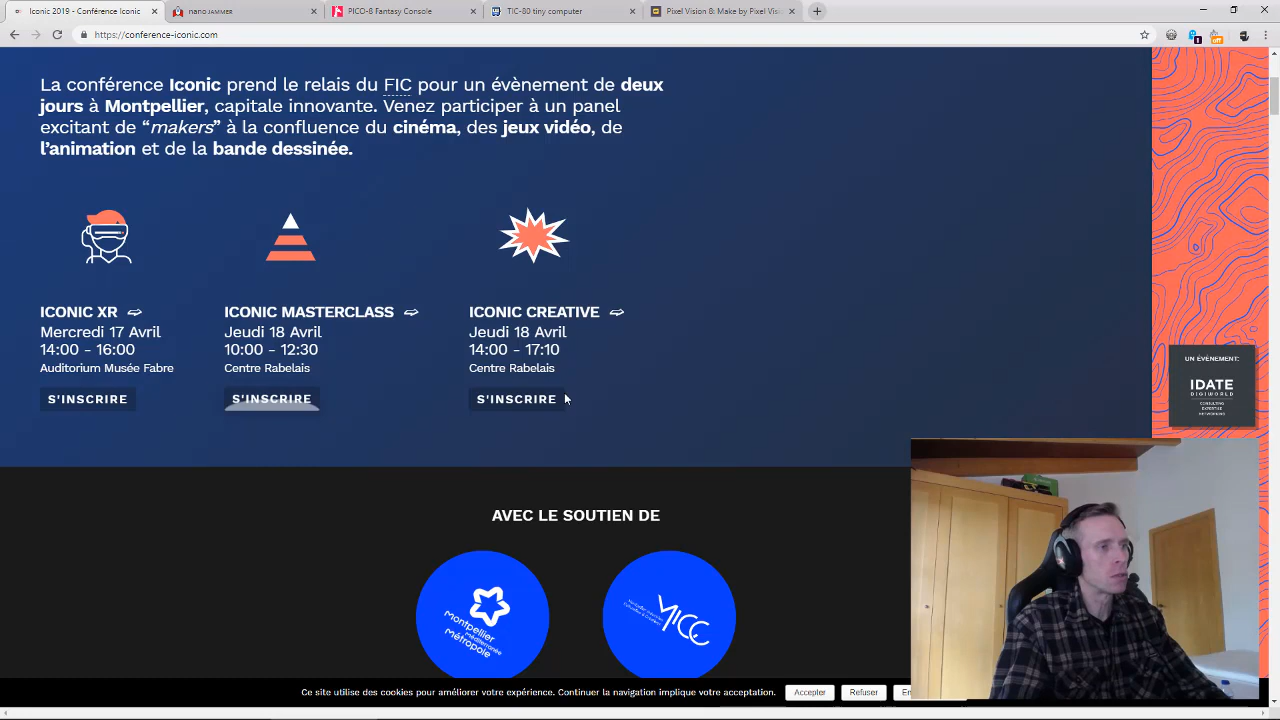 Iconic 2019 - Conférence Iconic
nano JAMMER
PICO-8 Fantasy Console
TIC-80 tiny computer
Pixel Vision 8: Make by Pixel Visi
https://conference-iconic.com
off
La conférence Iconic prend le relais du FIC pour un évènement de deux
jours à Montpellier, capitale innovante. Venez participer à un panel
excitant de “makers” à la confluence du cinéma, des jeux vidéo, de
l’animation et de la bande dessinée.
ICONIC XR
Mercredi 17 Avril
14:00 - 16:00
Auditorium Musée Fabre
S'INSCRIRE
ICONIC MASTERCLASS
Jeudi 18 Avril
10:00 - 12:30
Centre Rabelais
S'INSCRIRE
ICONIC CREATIVE
Jeudi 18 Avril
14:00 - 17:10
Centre Rabelais
S'INSCRIRE
UN ÉVÈNEMENT:
IDATE
DIGIWORLD
CONSULTING
EXPERTISE
NETWORKING
AVEC LE SOUTIEN DE
montpellier
méditerranée
métropole
MICC
Ce site utilise des cookies pour améliorer votre expérience. Continuer la navigation implique votre acceptation.
Accepter
Refuser
En